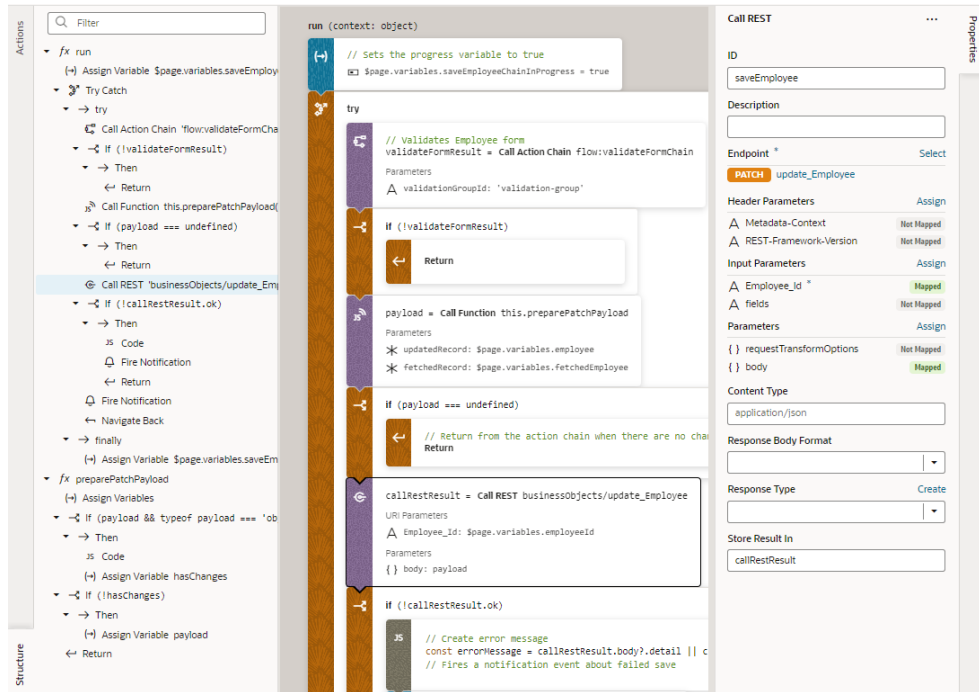 Actions
Structure
Filter
fx run
Assign Variable $page.variables.saveEmploy
Try Catch
try
Call Action Chain 'flow:validateFormCha
If (!validateFormResult)
Then
Return
Call Function this.preparePatchPayload(
If (payload === undefined)
Then
Return
Call REST 'businessObjects/update_Emp
If (!callRestResult.ok)
Then
JS Code
Fire Notification
Return
Fire Notification
Navigate Back
finally
Assign Variable $page.variables.saveEm
fx preparePatchPayload
Assign Variables
If (payload && typeof payload === 'ob
Then
JS Code
Assign Variable hasChanges
If (!hasChanges)
Then
Assign Variable payload
Return
run (context: object)
// Sets the progress variable to true
$page.variables.saveEmployeeChainInProgress = true
try
// Validates Employee form
validateFormResult = Call Action Chain flow:validateFormChain
Parameters
A validationGroupId: 'validation-group'
if (!validateFormResult)
Return
JS
payload = Call Function this.preparePatchPayload
Parameters
updatedRecord: $page.variables.employee
fetchedRecord: $page.variables.fetchedEmployee
if (payload === undefined)
// Return from the action chain when there are no cha
Return
callRestResult = Call REST businessObjects/update_Employee
URI Parameters
A Employee_Id: $page.variables.employeeId
Parameters
{ } body: payload
if (!callRestResult.ok)
JS
// Create error message
const errorMessage = callRestResult.body?.detail || c
// Fires a notification event about failed save
Properties
Call REST ...
ID
saveEmployee
Description
Endpoint * Select
PATCH update_Employee
Header Parameters Assign
A Metadata-Context Not Mapped
A REST-Framework-Version Not Mapped
Input Parameters Assign
A Employee_Id * Mapped
A fields Not Mapped
Parameters Assign
{ } requestTransformOptions Not Mapped
{ } body Mapped
Content Type
application/json
Response Body Format
Response Type Create
Store Result In
callRestResult